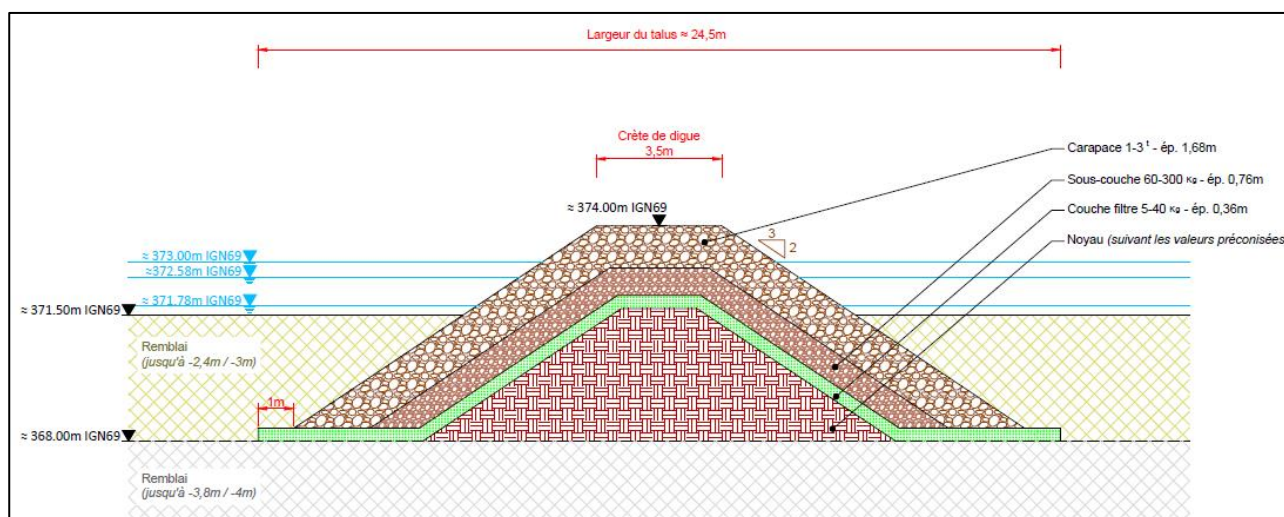 Largeur du talus ≈ 24,5m
Crète de digue
3,5m
Carapace 1-3 t - ép. 1,68m
Sous-couche 60-300 Kg - ép. 0,76m
≈ 374.00m IGN69
Couche filtre 5-40 Kg - ép. 0,36m
3
2
Noyau (suivant les valeurs préconisées
≈ 373.00m IGN69
≈ 372.58m IGN69
≈ 371.78m IGN69
≈ 371.50m IGN69
Remblai
(jusqu'à -2,4m / -3m)
1m
≈ 368.00m IGN69
Remblai
(jusqu'à -3,8m / -4m)